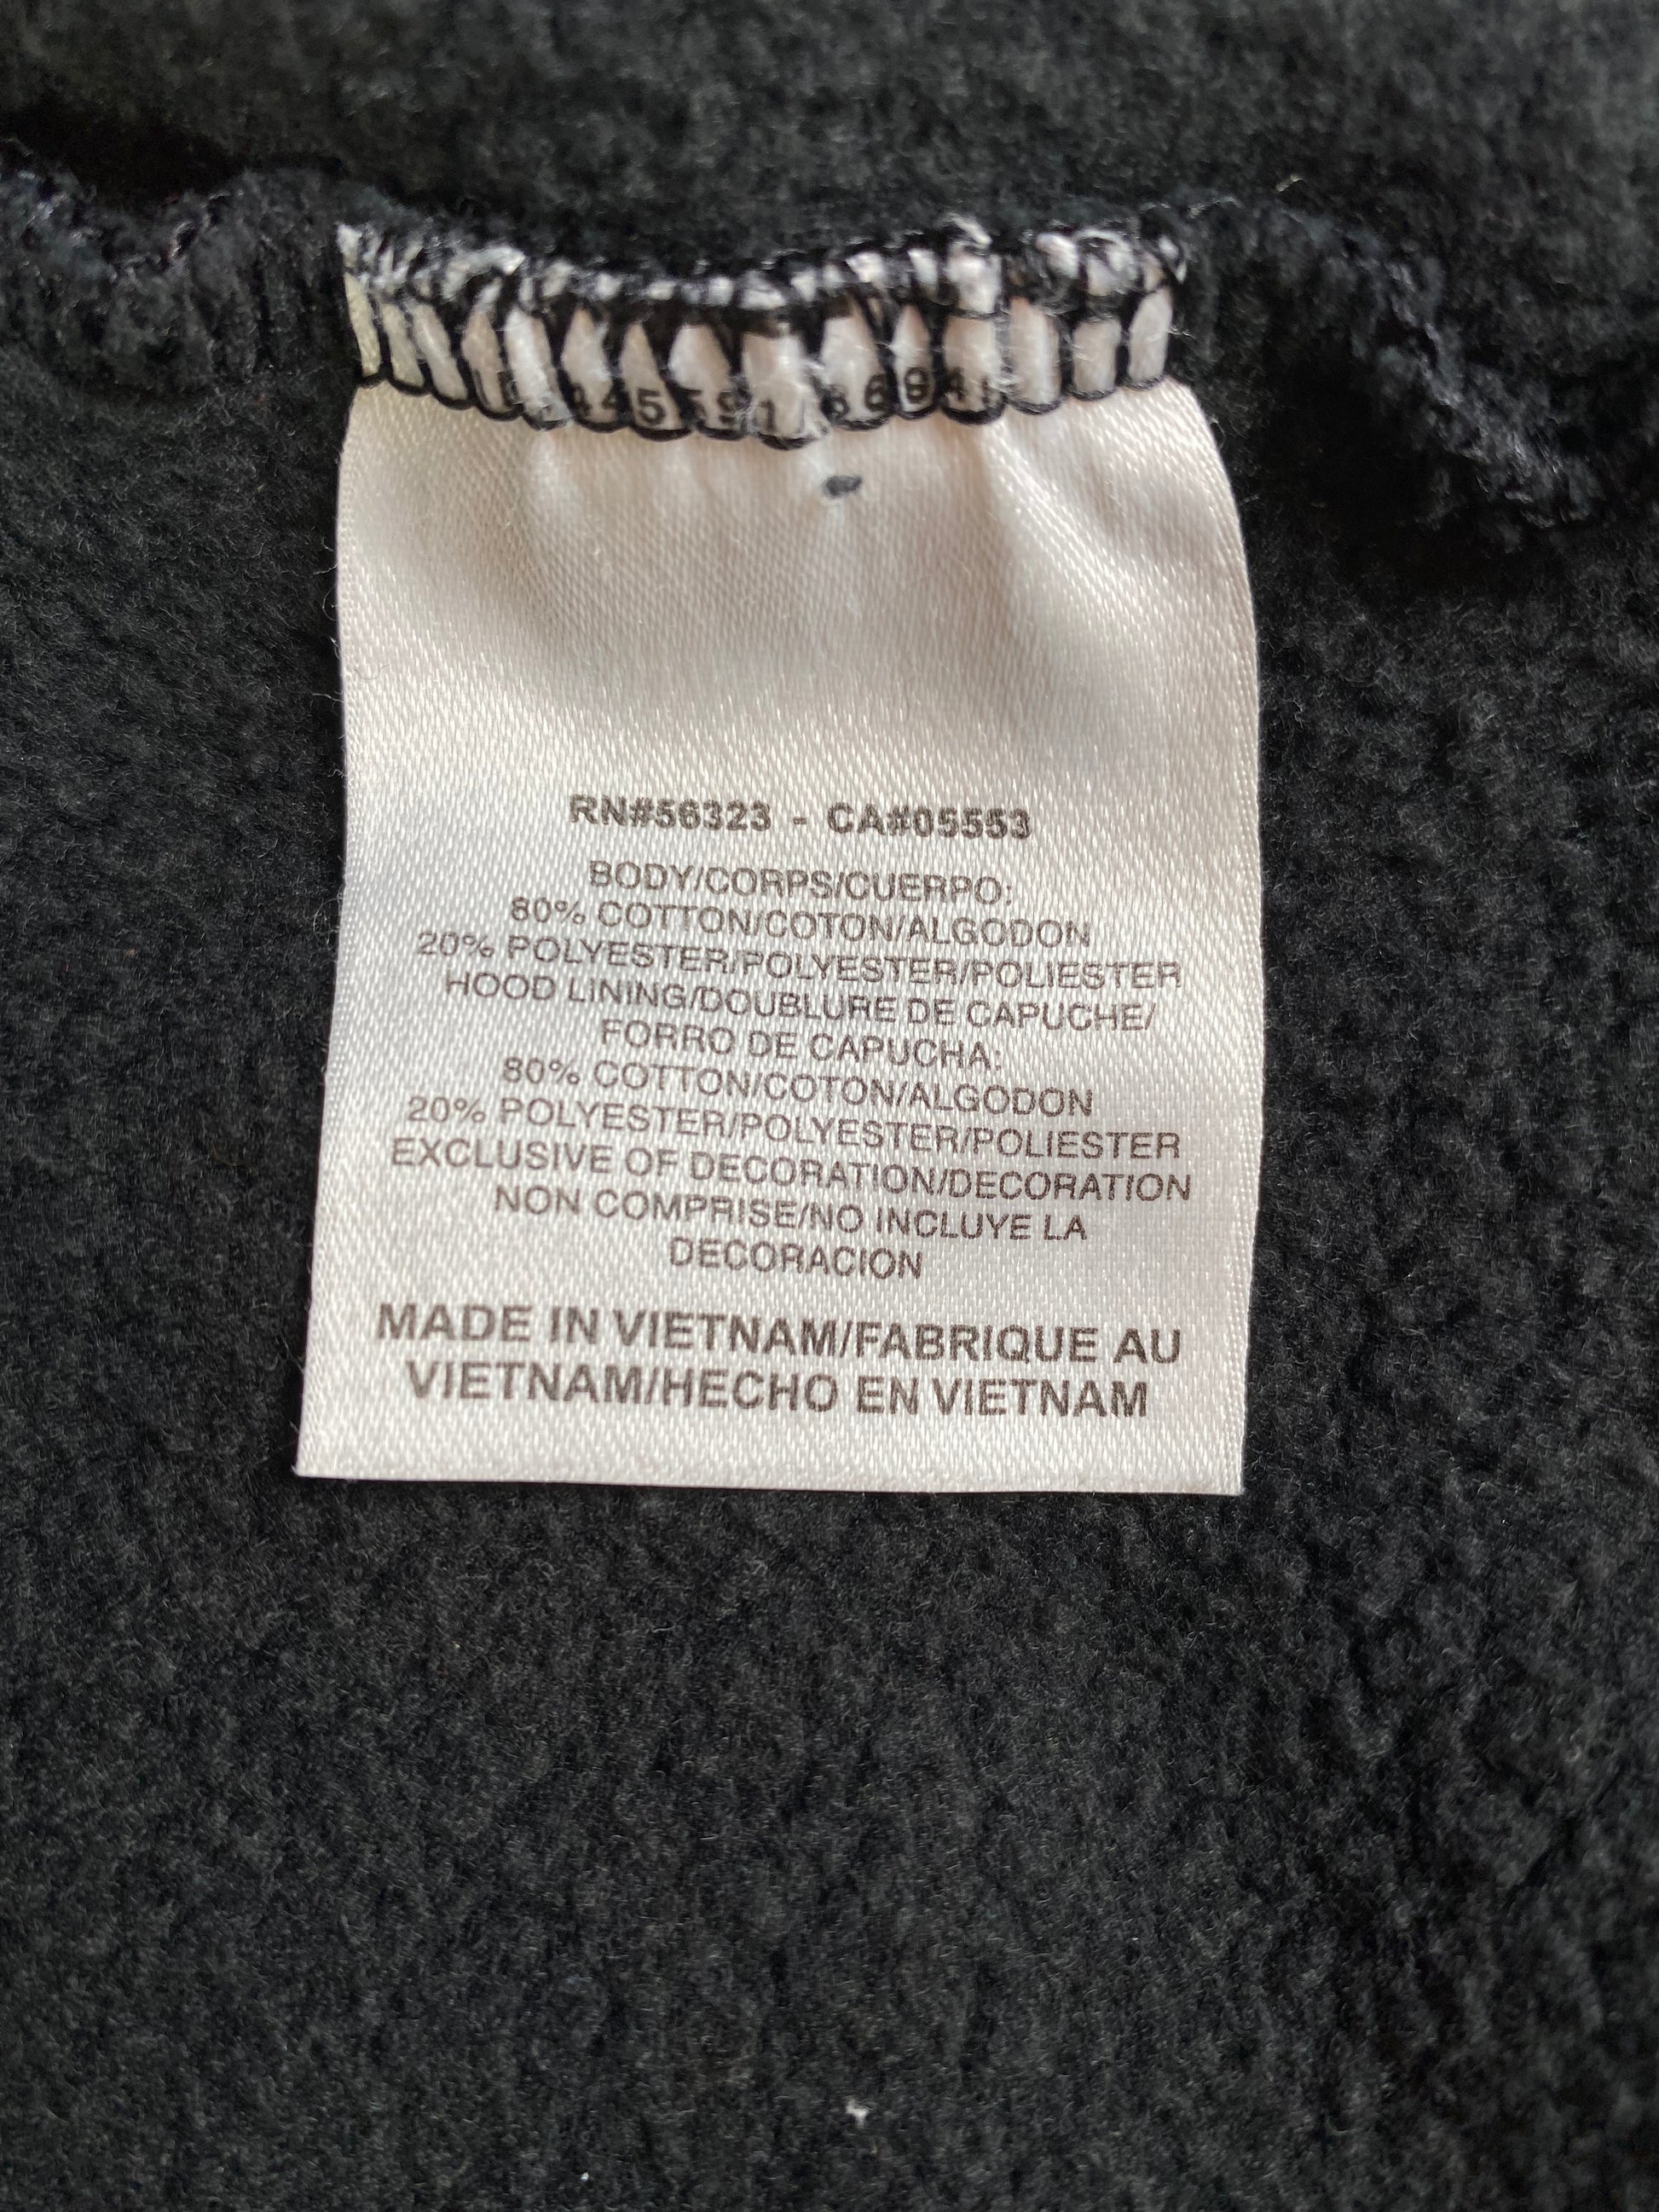 RN#56323 - CA#05553
BODY/CORPS/CUERPO:
80% COTTON/COTON/ALGODON
20% POLYESTER/POLYESTER/POLIESTER
HOOD LINING/DOUBLURE DE CAPUCHE/
FORRO DE CAPUCHA:
80% COTTON/COTON/ALGODON
20% POLYESTER/POLYESTER/POLIESTER
EXCLUSIVE OF DECORATION/DECORATION
NON COMPRISE/NO INCLUYE LA
DECORACION
MADE IN VIETNAM/FABRIQUE AU
VIETNAM/HECHO EN VIETNAM